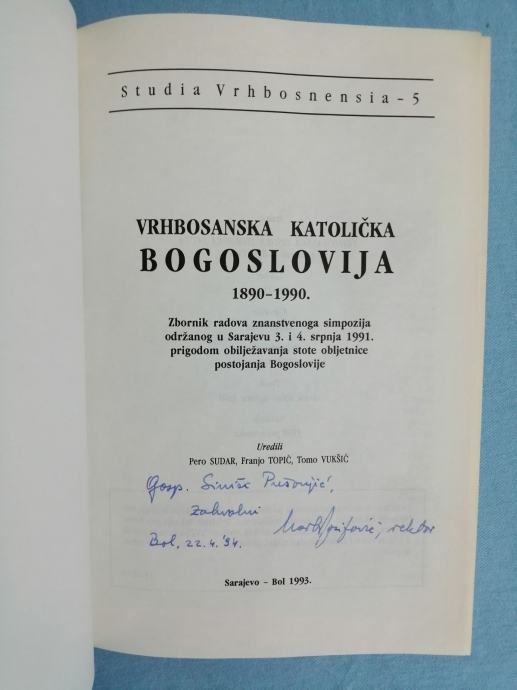 Studia Vrhbosnensia – 5
VRHBOSANSKA KATOLIČKA
BOGOSLOVIJA
1890–1990.
Zbornik radova znanstvenoga simpozija
održanog u Sarajevu 3. i 4. srpnja 1991.
prigodom obilježavanja stote obljetnice
postojanja Bogoslovije
Uredili
Pero SUDAR, Franjo TOPIĆ, Tomo VUKŠIĆ
Gosp.
zahvalni
rektor
Bol, 22.4.'94.
Sarajevo – Bol 1993.